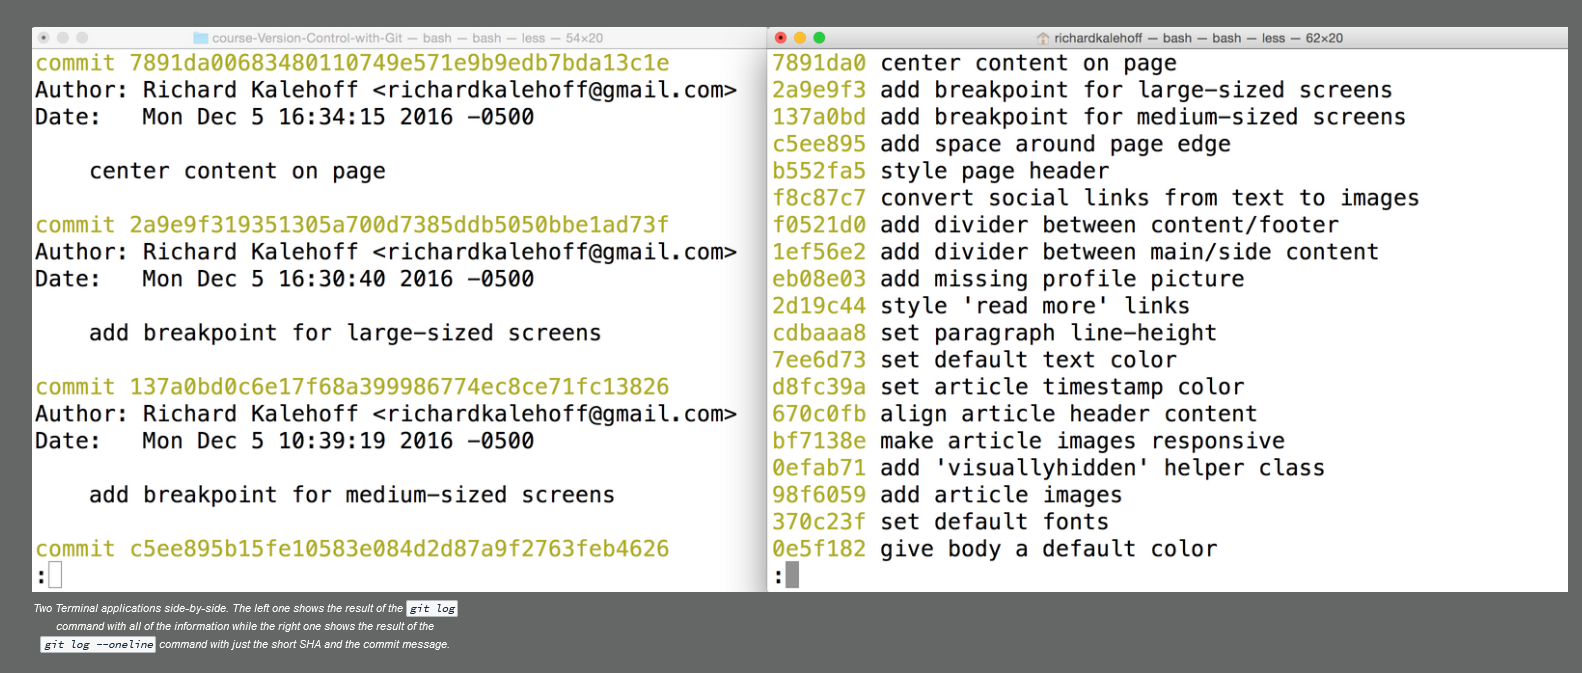 course-Version-Control-with-Git — bash — bash — less — 54×20
commit 7891da00683480110749e571e9b9edb7bda13c1e
Author: Richard Kalehoff <richardkalehoff@gmail.com>
Date:   Mon Dec 5 16:34:15 2016 -0500
center content on page
commit 2a9e9f319351305a700d7385ddb5050bbe1ad73f
Author: Richard Kalehoff <richardkalehoff@gmail.com>
Date:   Mon Dec 5 16:30:40 2016 -0500
add breakpoint for large-sized screens
commit 137a0bd0c6e17f68a399986774ec8ce71fc13826
Author: Richard Kalehoff <richardkalehoff@gmail.com>
Date:   Mon Dec 5 10:39:19 2016 -0500
add breakpoint for medium-sized screens
commit c5ee895b15fe10583e084d2d87a9f2763feb4626
:
richardkalehoff — bash — bash — less — 62×20
7891da0 center content on page
2a9e9f3 add breakpoint for large-sized screens
137a0bd add breakpoint for medium-sized screens
c5ee895 add space around page edge
b552fa5 style page header
f8c87c7 convert social links from text to images
f0521d0 add divider between content/footer
1ef56e2 add divider between main/side content
eb08e03 add missing profile picture
2d19c44 style 'read more' links
cdbaaa8 set paragraph line-height
7ee6d73 set default text color
d8fc39a set article timestamp color
670c0fb align article header content
bf7138e make article images responsive
0efab71 add 'visuallyhidden' helper class
98f6059 add article images
370c23f set default fonts
0e5f182 give body a default color
:
Two Terminal applications side-by-side. The left one shows the result of the git log
command with all of the information while the right one shows the result of the
git log --oneline command with just the short SHA and the commit message.